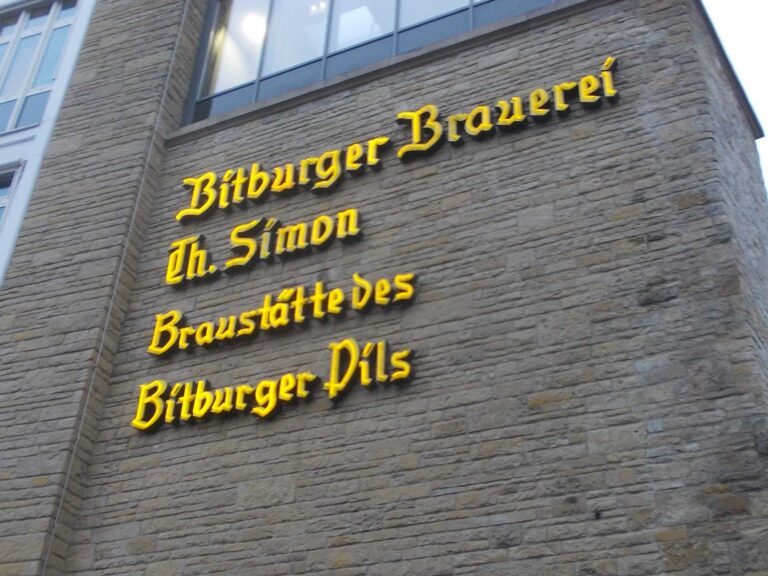 Bitburger Brauerei
Th. Simon
Braustätte des
Bitburger Pils